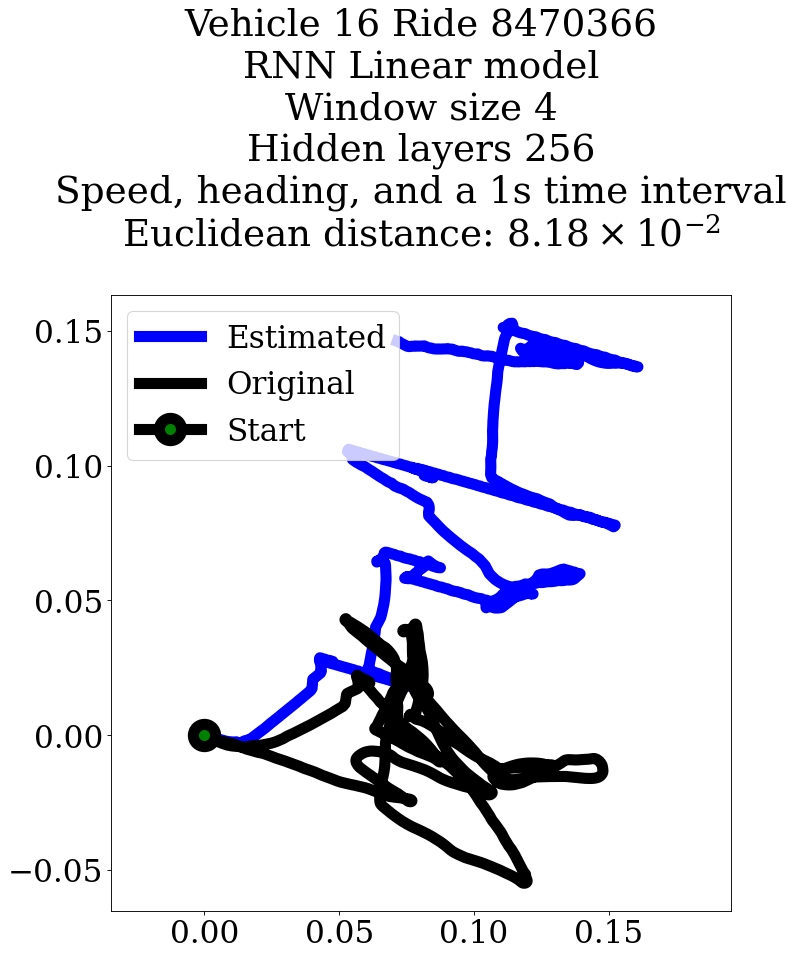 Vehicle 16 Ride 8470366
RNN Linear model
Window size 4
Hidden layers 256
Speed, heading, and a 1s time interval
Euclidean distance: 8.18 × 10⁻²
Estimated
Original
Start
0.15
0.10
0.05
0.00
−0.05
0.00 0.05 0.10 0.15